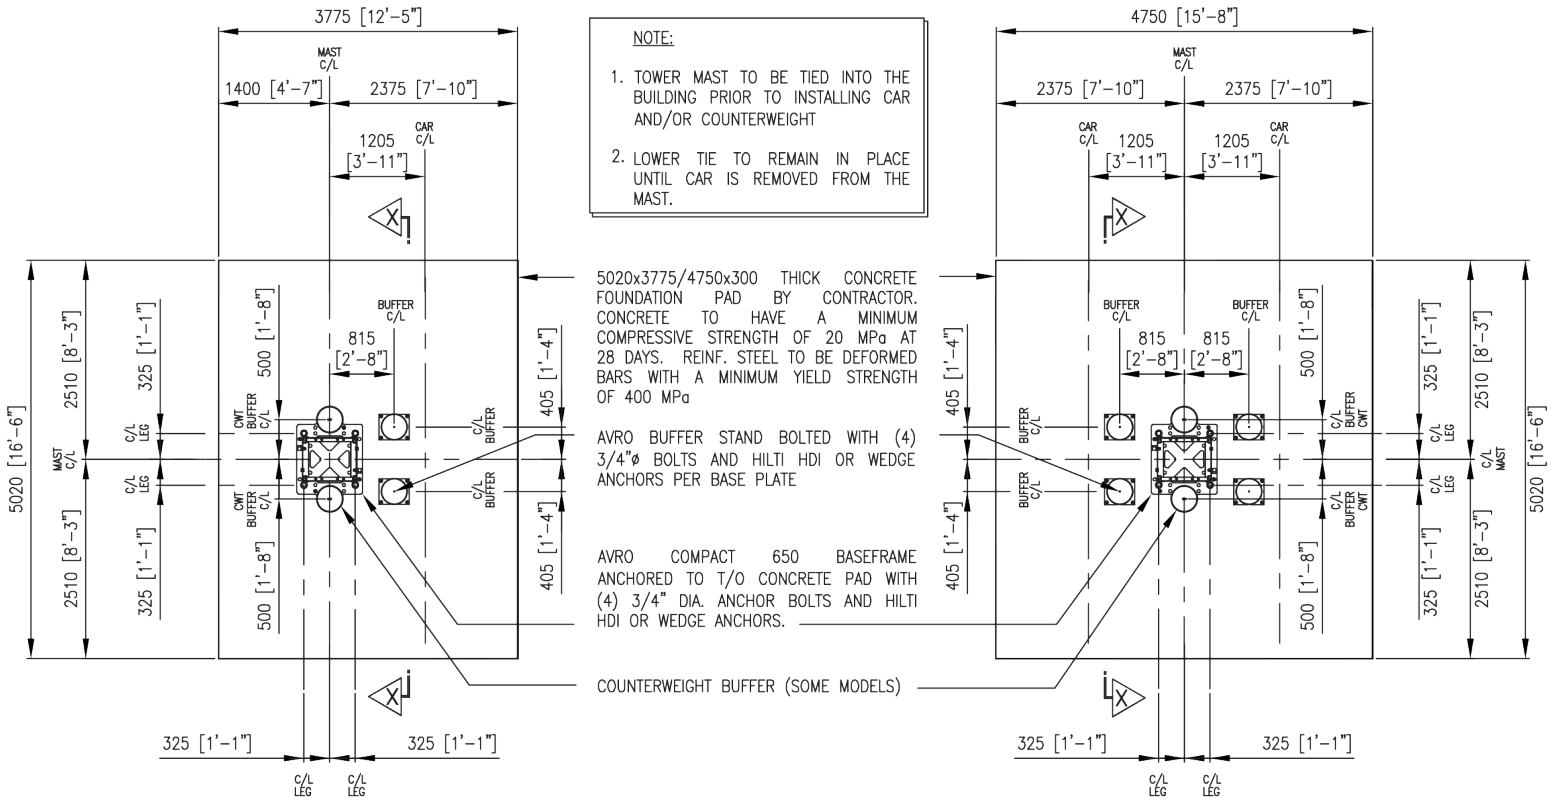 3775 [12'-5"]
MAST
C/L
1400 [4'-7"]
2375 [7'-10"]
CAR
C/L
1205
[3'-11"]
X
BUFFER
C/L
815
[2'-8"]
5020 [16'-6"]
2510 [8'-3"]
2510 [8'-3"]
MAST
C/L
325 [1'-1"]
325 [1'-1"]
C/L
LEG
C/L
LEG
500 [1'-8"]
500 [1'-8"]
CWT
BUFFER
C/L
CWT
BUFFER
C/L
405 [1'-4"]
405 [1'-4"]
C/L
BUFFER
C/L
BUFFER
X
325 [1'-1"]
325 [1'-1"]
C/L
LEG
C/L
LEG
NOTE:
1. TOWER MAST TO BE TIED INTO THE
BUILDING PRIOR TO INSTALLING CAR
AND/OR COUNTERWEIGHT
2. LOWER TIE TO REMAIN IN PLACE
UNTIL CAR IS REMOVED FROM THE
MAST.
5020x3775/4750x300 THICK CONCRETE
FOUNDATION PAD BY CONTRACTOR.
CONCRETE TO HAVE A MINIMUM
COMPRESSIVE STRENGTH OF 20 MPa AT
28 DAYS. REINF. STEEL TO BE DEFORMED
BARS WITH A MINIMUM YIELD STRENGTH
OF 400 MPa
AVRO BUFFER STAND BOLTED WITH (4)
3/4"ø BOLTS AND HILTI HDI OR WEDGE
ANCHORS PER BASE PLATE
AVRO COMPACT 650 BASEFRAME
ANCHORED TO T/O CONCRETE PAD WITH
(4) 3/4" DIA. ANCHOR BOLTS AND HILTI
HDI OR WEDGE ANCHORS.
COUNTERWEIGHT BUFFER (SOME MODELS)
4750 [15'-8"]
MAST
C/L
2375 [7'-10"]
2375 [7'-10"]
CAR
C/L
1205
[3'-11"]
1205
[3'-11"]
CAR
C/L
X
BUFFER
C/L
BUFFER
C/L
815
[2'-8"]
815
[2'-8"]
405 [1'-4"]
405 [1'-4"]
BUFFER
C/L
BUFFER
C/L
500 [1'-8"]
500 [1'-8"]
C/L
BUFFER
CWT
C/L
BUFFER
CWT
325 [1'-1"]
325 [1'-1"]
C/L
LEG
C/L
LEG
2510 [8'-3"]
2510 [8'-3"]
C/L
MAST
5020 [16'-6"]
X
325 [1'-1"]
325 [1'-1"]
C/L
LEG
C/L
LEG